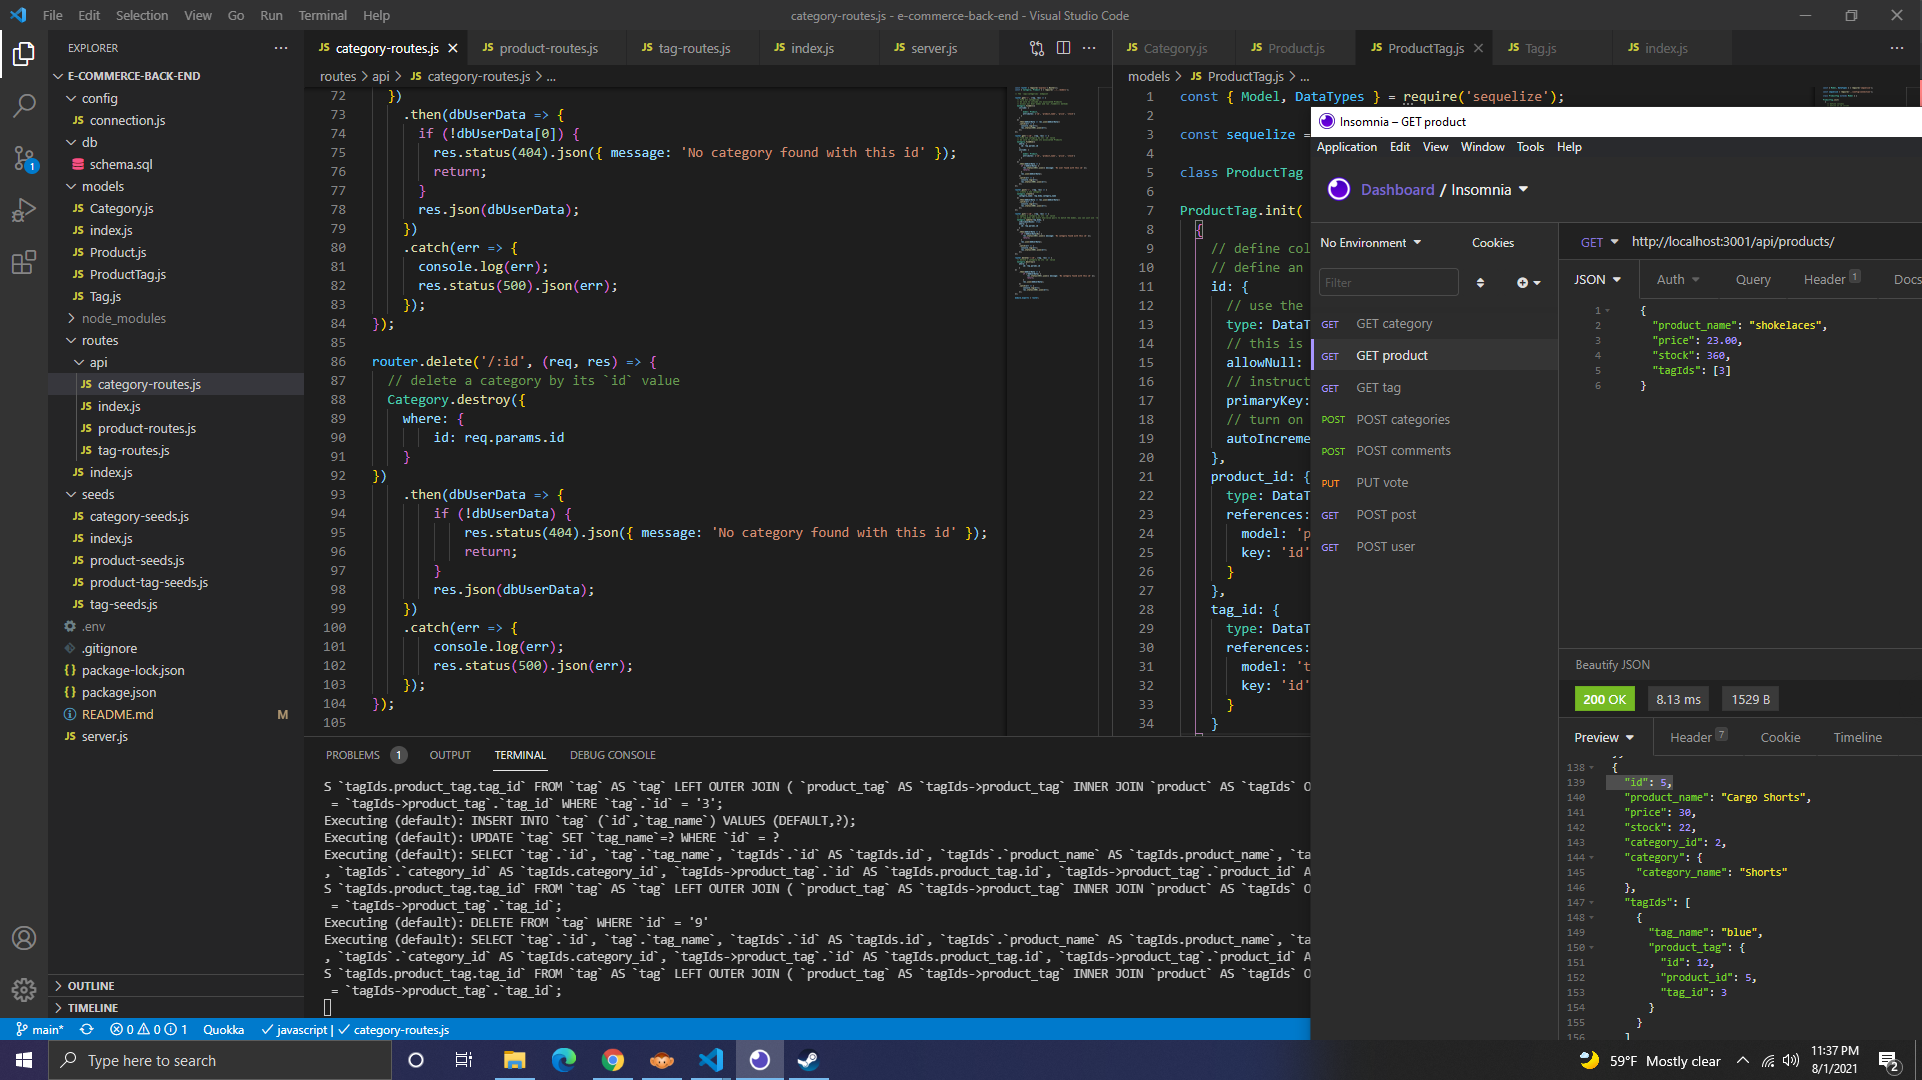 File Edit Selection View Go Run Terminal Help
category-routes.js - e-commerce-back-end - Visual Studio Code
EXPLORER
E-COMMERCE-BACK-END
config
connection.js
db
schema.sql
models
Category.js
index.js
Product.js
ProductTag.js
Tag.js
node_modules
routes
api
category-routes.js
index.js
product-routes.js
tag-routes.js
index.js
seeds
category-seeds.js
index.js
product-seeds.js
product-tag-seeds.js
tag-seeds.js
.env
.gitignore
package-lock.json
package.json
README.md M
server.js
OUTLINE
TIMELINE
1
category-routes.js product-routes.js tag-routes.js index.js server.js
routes > api > JS category-routes.js > ...
72 })
73 .then(dbUserData => {
74 if (!dbUserData[0]) {
75 res.status(404).json({ message: 'No category found with this id' });
76 return;
77 }
78 res.json(dbUserData);
79 })
80 .catch(err => {
81 console.log(err);
82 res.status(500).json(err);
83 });
84 });
85
86 router.delete('/:id', (req, res) => {
87 // delete a category by its `id` value
88 Category.destroy({
89 where: {
90 id: req.params.id
91 }
92 })
93 .then(dbUserData => {
94 if (!dbUserData) {
95 res.status(404).json({ message: 'No category found with this id' });
96 return;
97 }
98 res.json(dbUserData);
99 })
100 .catch(err => {
101 console.log(err);
102 res.status(500).json(err);
103 });
104 });
105
Category.js Product.js ProductTag.js Tag.js index.js
models > JS ProductTag.js > ...
1 const { Model, DataTypes } = require('sequelize');
2
3 const sequelize =
4
5 class ProductTag
6
7 ProductTag.init(
8 {
9 // define col
10 // define an
11 id: {
12 // use the
13 type: DataT
14 // this is
15 allowNull:
16 // instruct
17 primaryKey:
18 // turn on
19 autoIncreme
20 },
21 product_id: {
22 type: DataT
23 references:
24 model: 'p
25 key: 'id'
26 }
27 },
28 tag_id: {
29 type: DataT
30 references:
31 model: 't
32 key: 'id'
33 }
34 }
PROBLEMS 1 OUTPUT TERMINAL DEBUG CONSOLE
S `tagIds.product_tag.tag_id` FROM `tag` AS `tag` LEFT OUTER JOIN ( `product_tag` AS `tagIds->product_tag` INNER JOIN `product` AS `tagIds` O
= `tagIds->product_tag`.`tag_id` WHERE `tag`.`id` = '3';
Executing (default): INSERT INTO `tag` (`id`,`tag_name`) VALUES (DEFAULT,?);
Executing (default): UPDATE `tag` SET `tag_name`=? WHERE `id` = ?
Executing (default): SELECT `tag`.`id`, `tag`.`tag_name`, `tagIds`.`id` AS `tagIds.id`, `tagIds`.`product_name` AS `tagIds.product_name`, `ta
, `tagIds`.`category_id` AS `tagIds.category_id`, `tagIds->product_tag`.`id` AS `tagIds.product_tag.id`, `tagIds->product_tag`.`product_id` A
S `tagIds.product_tag.tag_id` FROM `tag` AS `tag` LEFT OUTER JOIN ( `product_tag` AS `tagIds->product_tag` INNER JOIN `product` AS `tagIds` O
= `tagIds->product_tag`.`tag_id`;
Executing (default): DELETE FROM `tag` WHERE `id` = '9'
Executing (default): SELECT `tag`.`id`, `tag`.`tag_name`, `tagIds`.`id` AS `tagIds.id`, `tagIds`.`product_name` AS `tagIds.product_name`, `ta
, `tagIds`.`category_id` AS `tagIds.category_id`, `tagIds->product_tag`.`id` AS `tagIds.product_tag.id`, `tagIds->product_tag`.`product_id` A
S `tagIds.product_tag.tag_id` FROM `tag` AS `tag` LEFT OUTER JOIN ( `product_tag` AS `tagIds->product_tag` INNER JOIN `product` AS `tagIds` O
= `tagIds->product_tag`.`tag_id`;
Insomnia – GET product
Application Edit View Window Tools Help
Dashboard / Insomnia
No Environment Cookies
Filter
GET GET category
GET GET product
GET GET tag
POST POST categories
POST POST comments
PUT PUT vote
GET POST post
GET POST user
GET http://localhost:3001/api/products/
JSON Auth Query Header 1 Docs
1 {
2 "product_name": "shokelaces",
3 "price": 23.00,
4 "stock": 360,
5 "tagIds": [3]
6 }
Beautify JSON
200 OK 8.13 ms 1529 B
Preview Header 7 Cookie Timeline
138 {
139 "id": 5,
140 "product_name": "Cargo Shorts",
141 "price": 30,
142 "stock": 22,
143 "category_id": 2,
144 "category": {
145 "category_name": "Shorts"
146 },
147 "tagIds": [
148 {
149 "tag_name": "blue",
150 "product_tag": {
151 "id": 12,
152 "product_id": 5,
153 "tag_id": 3
154 }
155 }
156 ]
main* 0 0 1 Quokka javascript | category-routes.js
Type here to search
59°F Mostly clear
11:37 PM
8/1/2021
2